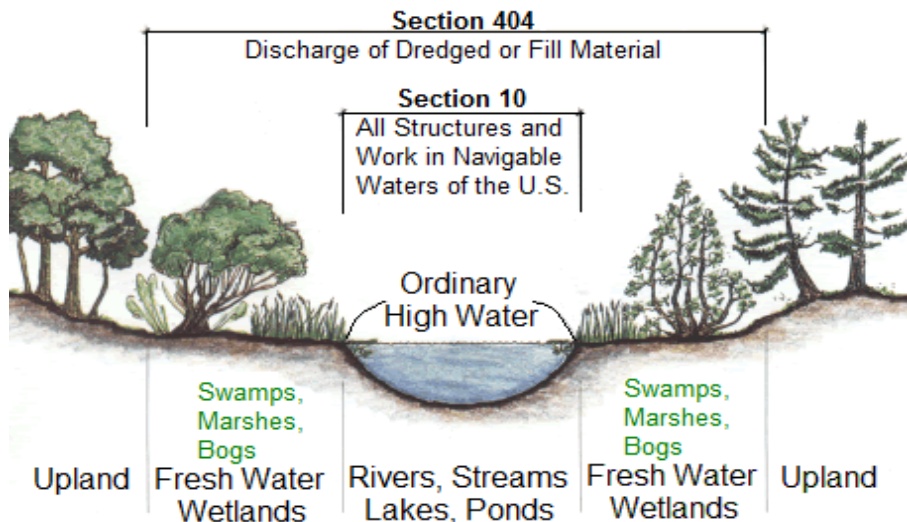 Section 404
Discharge of Dredged or Fill Material
Section 10
All Structures and
Work in Navigable
Waters of the U.S.
Ordinary
High Water
Swamps,
Marshes,
Bogs
Swamps,
Marshes,
Bogs
Upland
Fresh Water
Wetlands
Rivers, Streams
Lakes, Ponds
Fresh Water
Wetlands
Upland